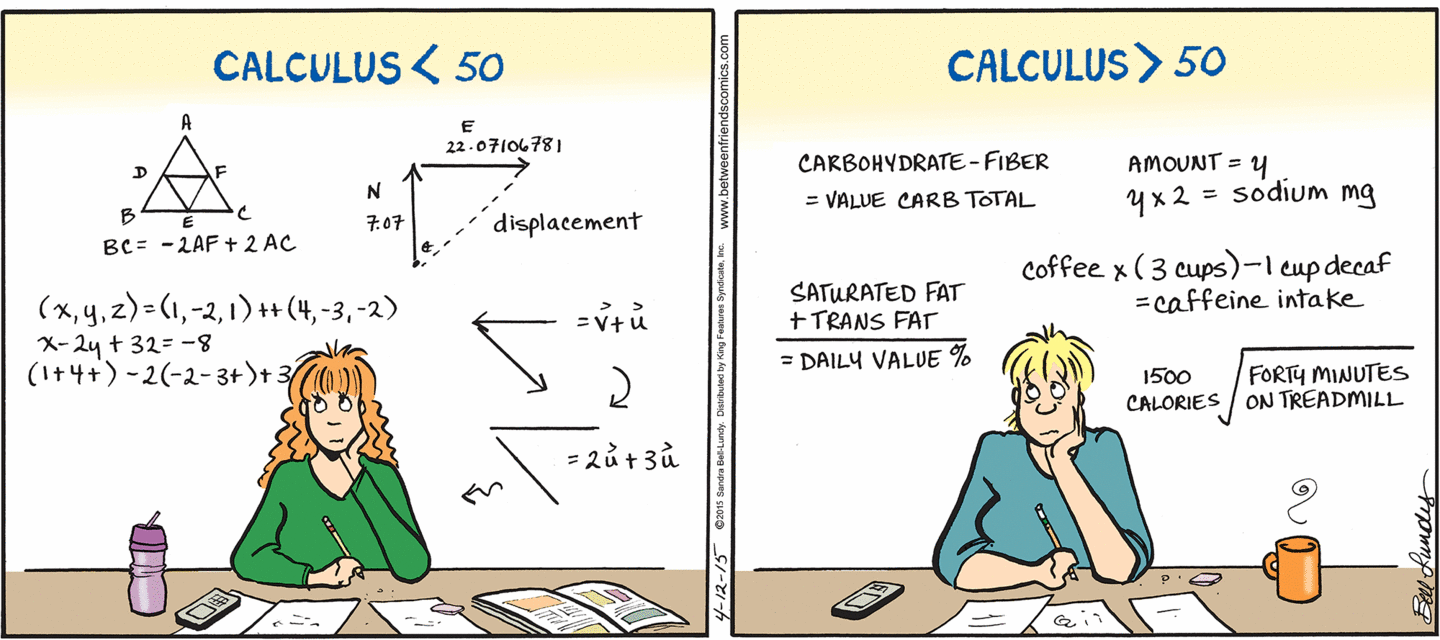 CALCULUS < 50
A
D F
B E C
BC = -2AF + 2AC
E
22.07106781
N
7.07
displacement
(x,y,z)=(1,-2,1)++(4,-3,-2)
x-2y+32=-8
(1+4+)-2(-2-3+)+3
= v⃗+u⃗
= 2u⃗+3u⃗
www.betweenfriendscomics.com
©2015 Sandra Bell-Lundy. Distributed by King Features Syndicate, Inc.
4-12-15
CALCULUS > 50
CARBOHYDRATE-FIBER
= VALUE CARB TOTAL
AMOUNT = y
y x 2 = sodium mg
coffee x (3 cups)-1 cup decaf
= caffeine intake
SATURATED FAT
+ TRANS FAT
= DAILY VALUE %
1500
CALORIES
√FORTY MINUTES
ON TREADMILL
Bell Lundy